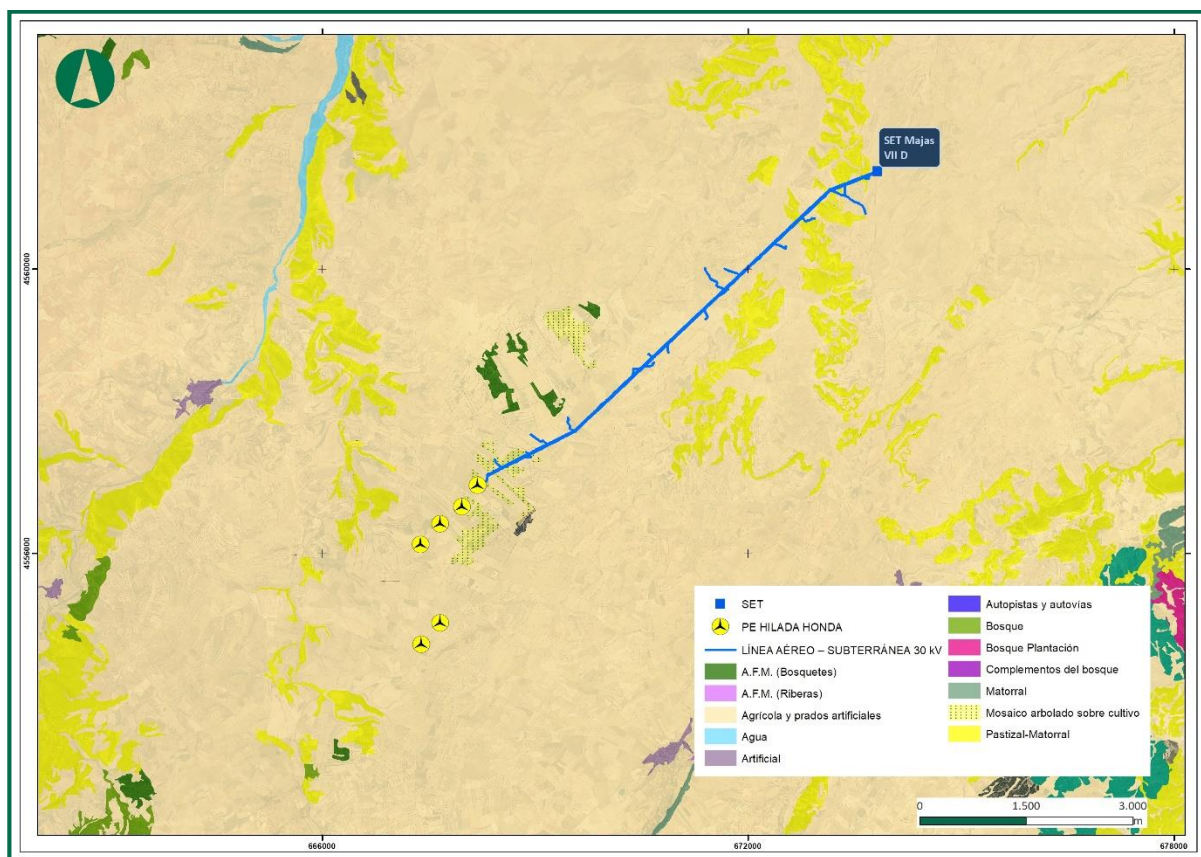 SET Majas
VII D
4560000
4556000
SET
PE HILADA HONDA
LÍNEA AÉREO – SUBTERRÁNEA 30 kV
A.F.M. (Bosquetes)
A.F.M. (Riberas)
Agrícola y prados artificiales
Agua
Artificial
Autopistas y autovías
Bosque
Bosque Plantación
Complementos del bosque
Matorral
Mosaico arbolado sobre cultivo
Pastizal-Matorral
0 1.500 3.000
m
666000 672000 678000